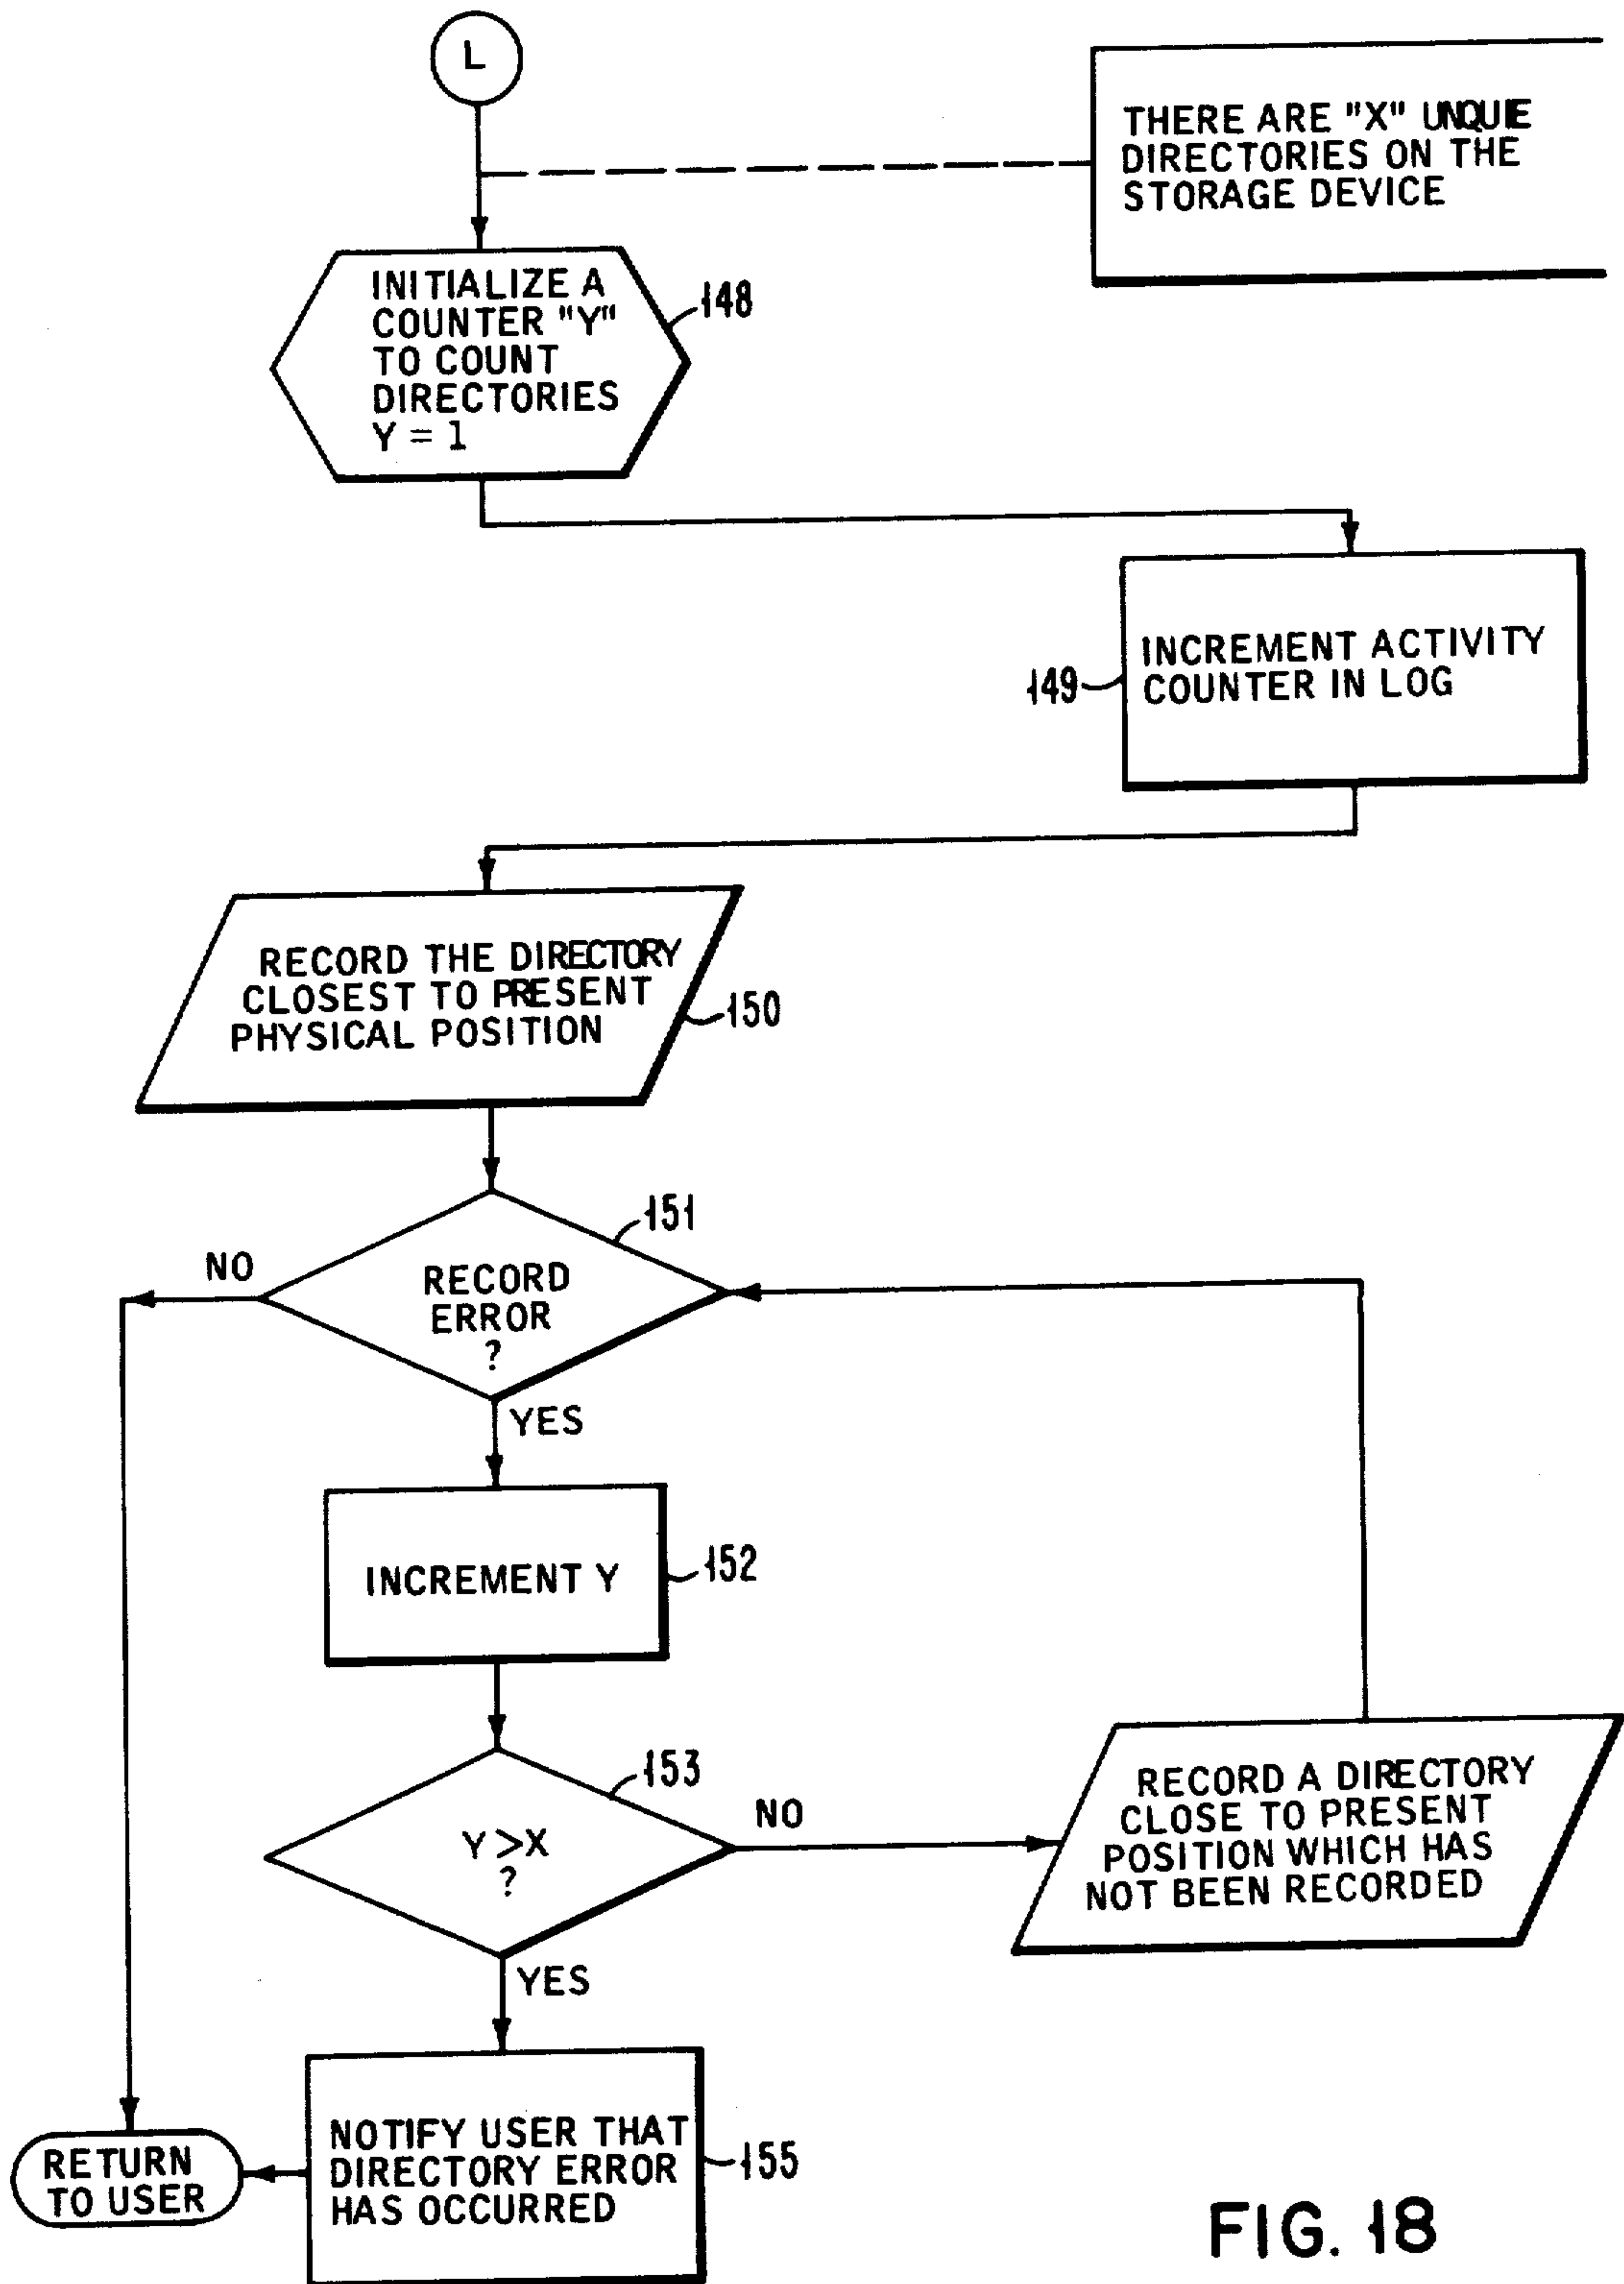 L
THERE ARE "X" UNQUIE
DIRECTORIES ON THE
STORAGE DEVICE
INITIALIZE A
COUNTER "Y"
TO COUNT
DIRECTORIES
Y = 1
148
INCREMENT ACTIVITY
COUNTER IN LOG
149
RECORD THE DIRECTORY
CLOSEST TO PRESENT
PHYSICAL POSITION
150
151
NO
RECORD
ERROR
?
YES
INCREMENT Y
152
153
Y >X
?
NO
RECORD A DIRECTORY
CLOSE TO PRESENT
POSITION WHICH HAS
NOT BEEN RECORDED
YES
NOTIFY USER THAT
DIRECTORY ERROR
HAS OCCURRED
155
RETURN
TO USER
FIG. 18